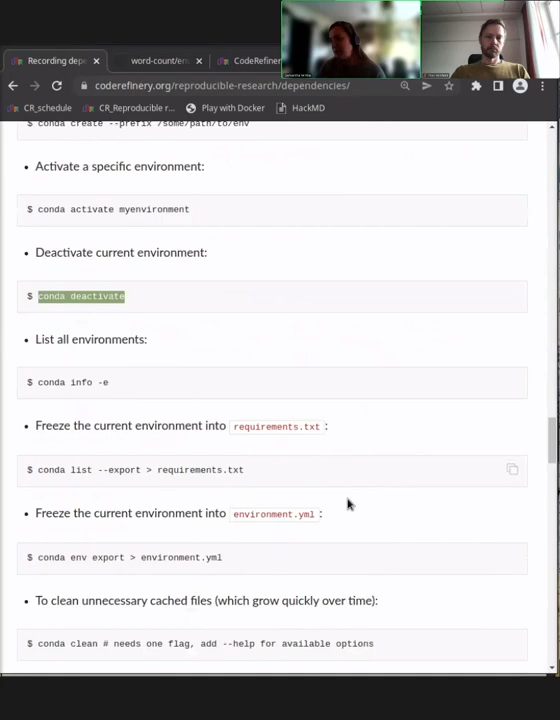 Recording depe
word-count/en
CodeRefiner
coderefinery.org/reproducible-research/dependencies/
CR_schedule
CR_Reproducible r...
Play with Docker
HackMD
$ conda create --prefix /some/path/to/env
• Activate a specific environment:
$ conda activate myenvironment
• Deactivate current environment:
$ conda deactivate
• List all environments:
$ conda info -e
• Freeze the current environment into requirements.txt :
$ conda list --export > requirements.txt
• Freeze the current environment into environment.yml :
$ conda env export > environment.yml
• To clean unnecessary cached files (which grow quickly over time):
$ conda clean # needs one flag, add --help for available options